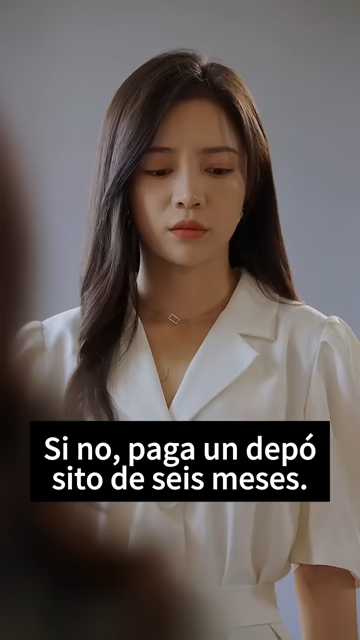 Si no, paga un depó
sito de seis meses.